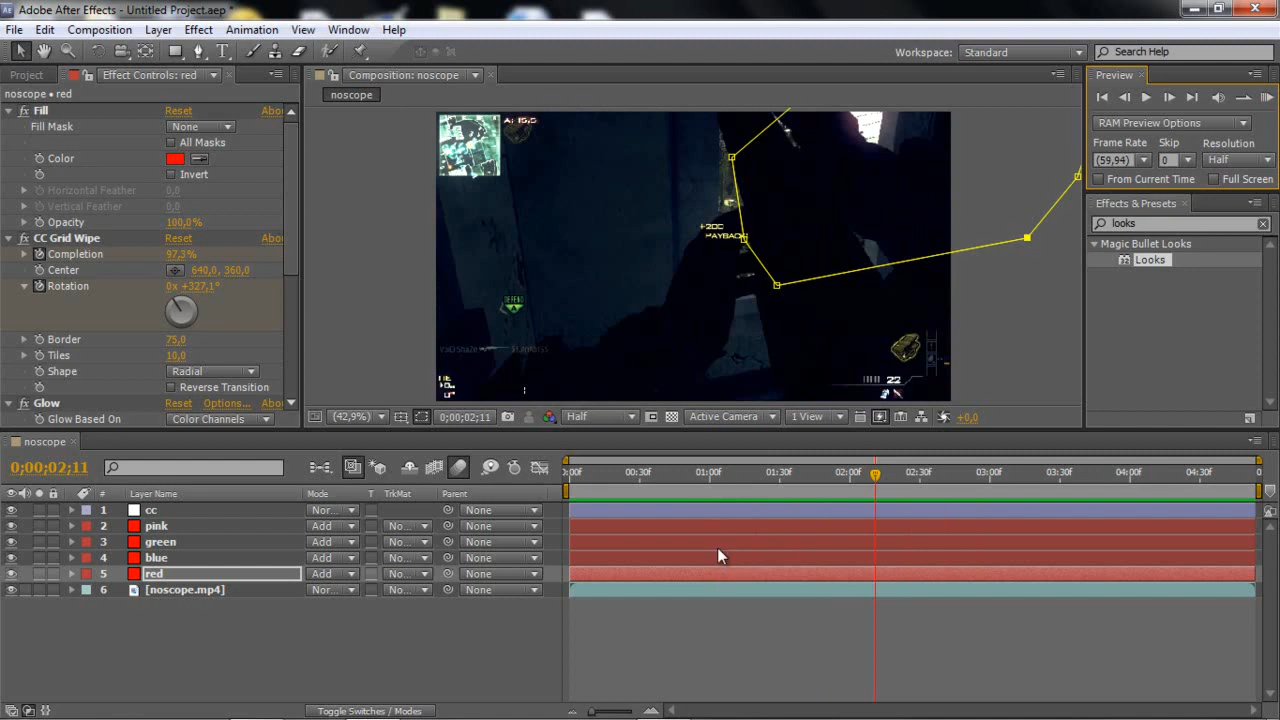 Adobe After Effects - Untitled Project.aep *
File Edit Composition Layer Effect Animation View Window Help
Workspace: Standard Search Help
Project Effect Controls: red Composition: noscope Preview
noscope • red
noscope
Fill Reset Abou
Fill Mask None
All Masks
Color
Invert
Horizontal Feather 0,0
Vertical Feather 0,0
Opacity 100,0%
CC Grid Wipe Reset Abou
Completion 97,3%
Center 640,0, 360,0
Rotation 0x +327,1°
Border 75,0
Tiles 10,0
Shape Radial
Reverse Transition
Glow Reset Options... Abou
Glow Based On Color Channels
+200
PAYBACK
DEFEND
22
RAM Preview Options
Frame Rate Skip Resolution
(59,94) 0 Half
From Current Time Full Screen
Effects & Presets
looks
Magic Bullet Looks
Looks
(42,9%) 0;00;02;11 Half Active Camera 1 View +0,0
noscope
0;00;02;11
:00f 00:30f 01:00f 01:30f 02:00f 02:30f 03:00f 03:30f 04:00f 04:30f 0
# Layer Name Mode T TrkMat Parent
1 cc Nor... None
2 pink Add No... None
3 green Add No... None
4 blue Add No... None
5 red Add No... None
6 [noscope.mp4] Nor... No... None
Toggle Switches / Modes